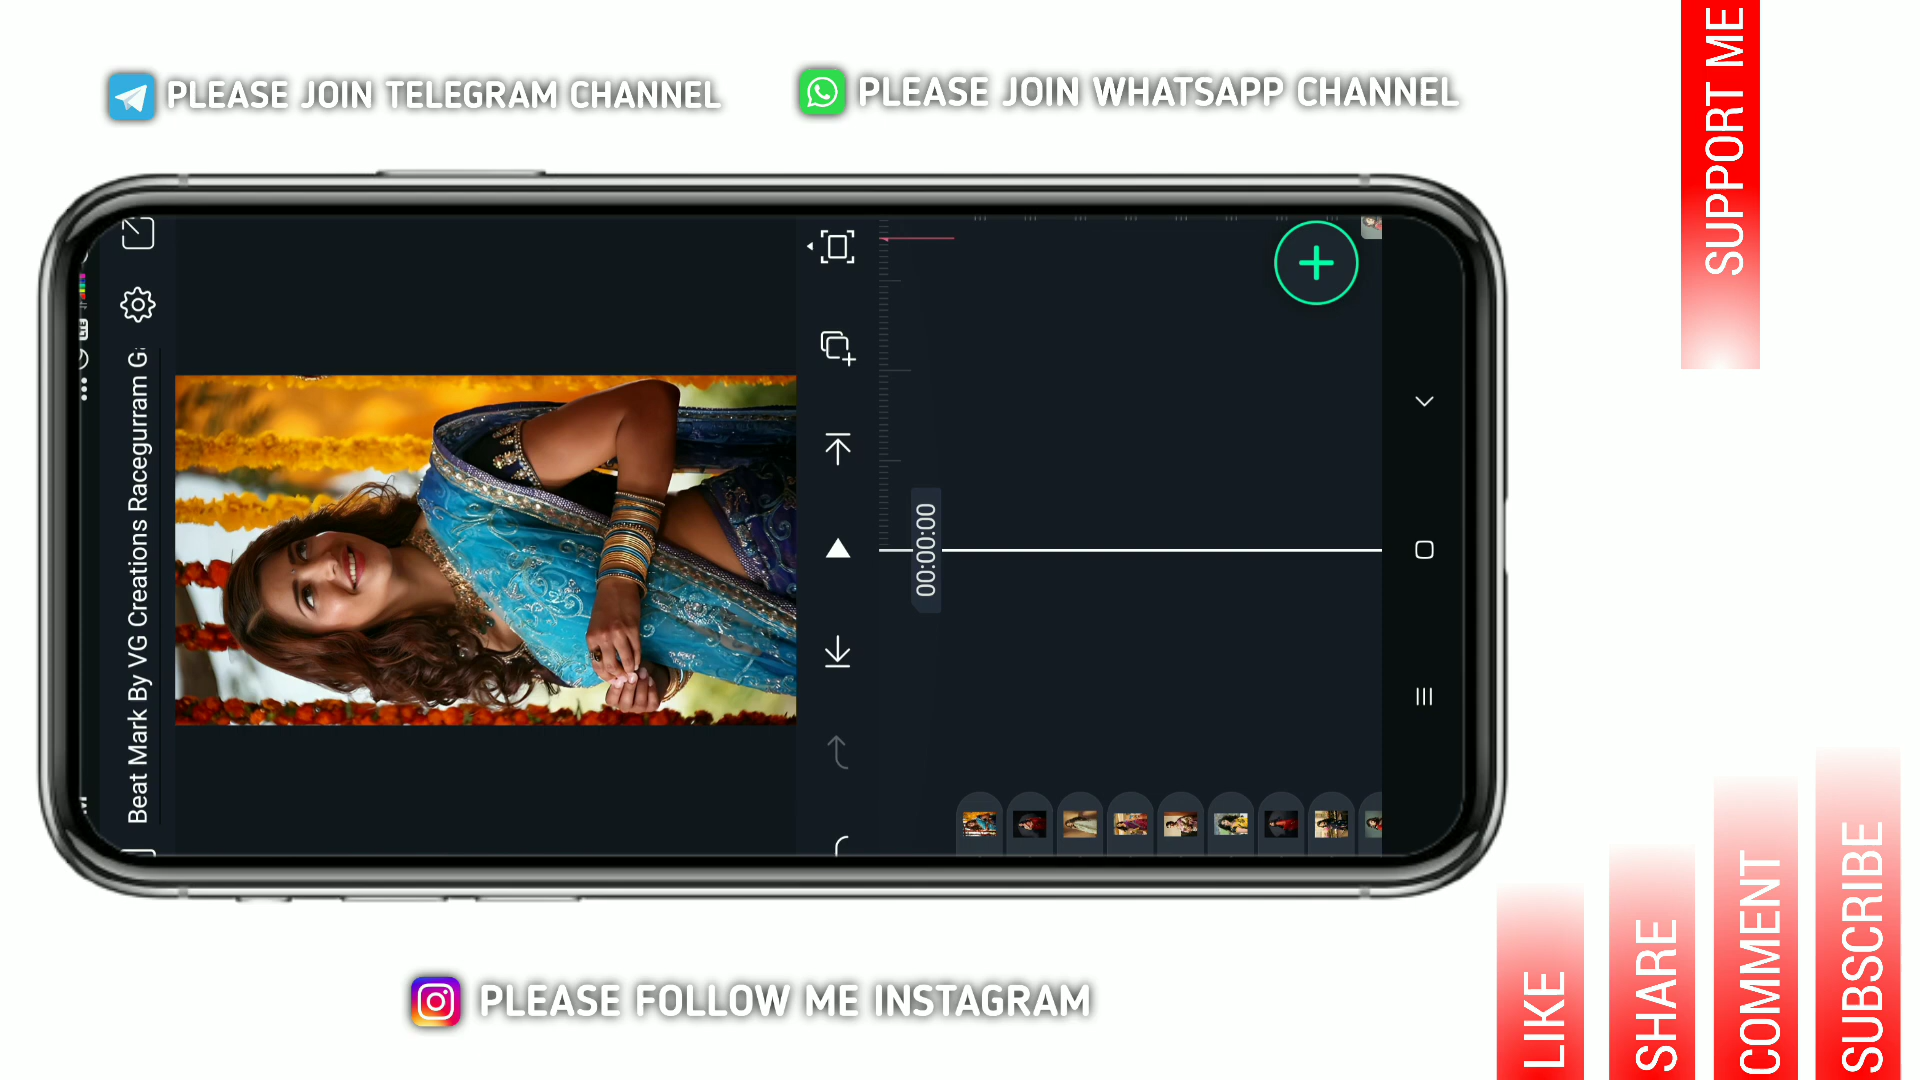 PLEASE JOIN TELEGRAM CHANNEL
PLEASE JOIN WHATSAPP CHANNEL
SUPPORT ME
LTE
Beat Mark By VG Creations Racegurram G
00:00:00
PLEASE FOLLOW ME INSTAGRAM
LIKE
SHARE
COMMENT
SUBSCRIBE